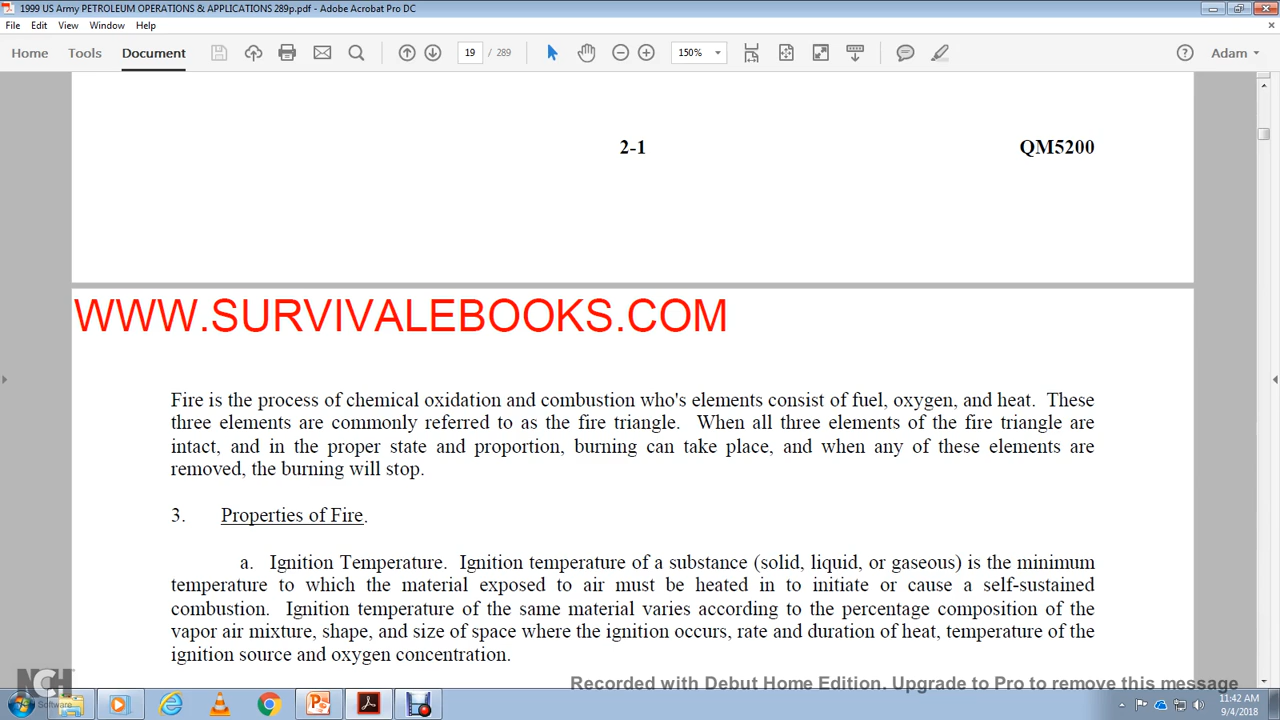 1999 US Army PETROLEUM OPERATIONS & APPLICATIONS 289p.pdf - Adobe Acrobat Pro DC
File Edit View Window Help
Home Tools Document 19 / 289 150% Adam
2-1 QM5200
WWW.SURVIVALEBOOKS.COM
Fire is the process of chemical oxidation and combustion who's elements consist of fuel, oxygen, and heat. These
three elements are commonly referred to as the fire triangle. When all three elements of the fire triangle are
intact, and in the proper state and proportion, burning can take place, and when any of these elements are
removed, the burning will stop.
3. Properties of Fire.
a. Ignition Temperature. Ignition temperature of a substance (solid, liquid, or gaseous) is the minimum
temperature to which the material exposed to air must be heated in to initiate or cause a self-sustained
combustion. Ignition temperature of the same material varies according to the percentage composition of the
vapor air mixture, shape, and size of space where the ignition occurs, rate and duration of heat, temperature of the
ignition source and oxygen concentration.
NCH Software
Recorded with Debut Home Edition. Upgrade to Pro to remove this message
11:42 AM
9/4/2018